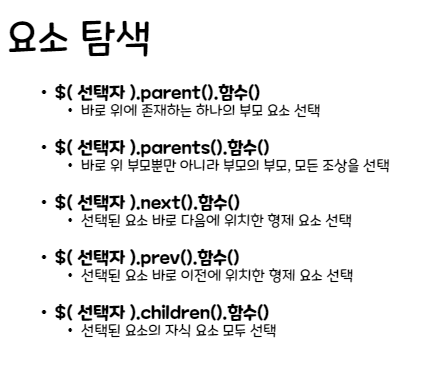 요소 탐색
• $( 선택자 ).parent().함수()
• 바로 위에 존재하는 하나의 부모 요소 선택
• $( 선택자 ).parents().함수()
• 바로 위 부모뿐만 아니라 부모의 부모, 모든 조상을 선택
• $( 선택자 ).next().함수()
• 선택된 요소 바로 다음에 위치한 형제 요소 선택
• $( 선택자 ).prev().함수()
• 선택된 요소 바로 이전에 위치한 형제 요소 선택
• $( 선택자 ).children().함수()
• 선택된 요소의 자식 요소 모두 선택